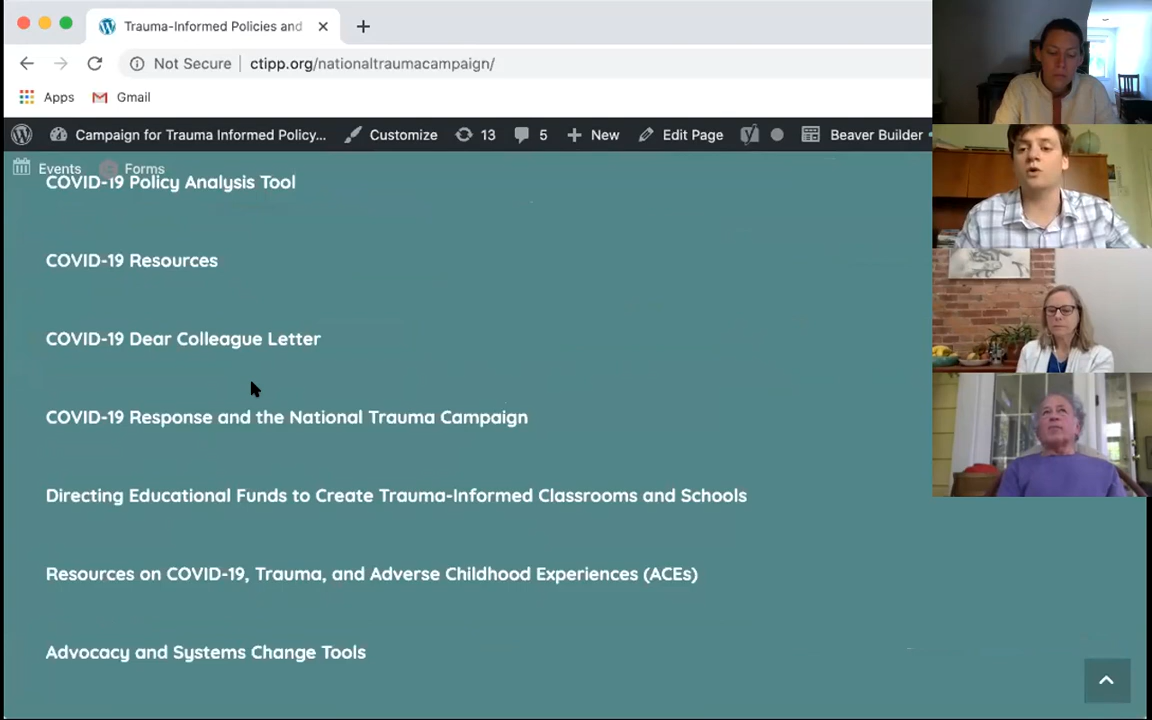 Trauma-Informed Policies and
Not Secure
ctipp.org/nationaltraumacampaign/
Apps
Gmail
Campaign for Trauma Informed Policy...
Customize
13
5
New
Edit Page
Beaver Builder
Events
Forms
COVID-19 Policy Analysis Tool
COVID-19 Resources
COVID-19 Dear Colleague Letter
COVID-19 Response and the National Trauma Campaign
Directing Educational Funds to Create Trauma-Informed Classrooms and Schools
Resources on COVID-19, Trauma, and Adverse Childhood Experiences (ACEs)
Advocacy and Systems Change Tools